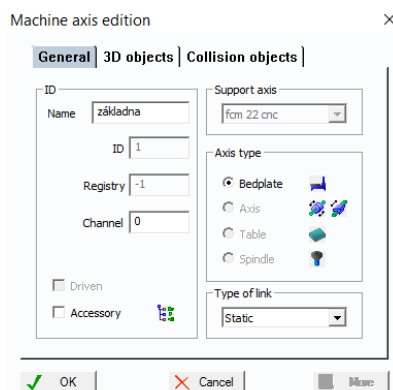 Machine axis edition
General 3D objects Collision objects
ID
Name základna
ID 1
Registry -1
Channel 0
Driven
Accessory
Support axis
fcm 22 cnc
Axis type
Bedplate
Axis
Table
Spindle
Type of link
Static
OK Cancel More